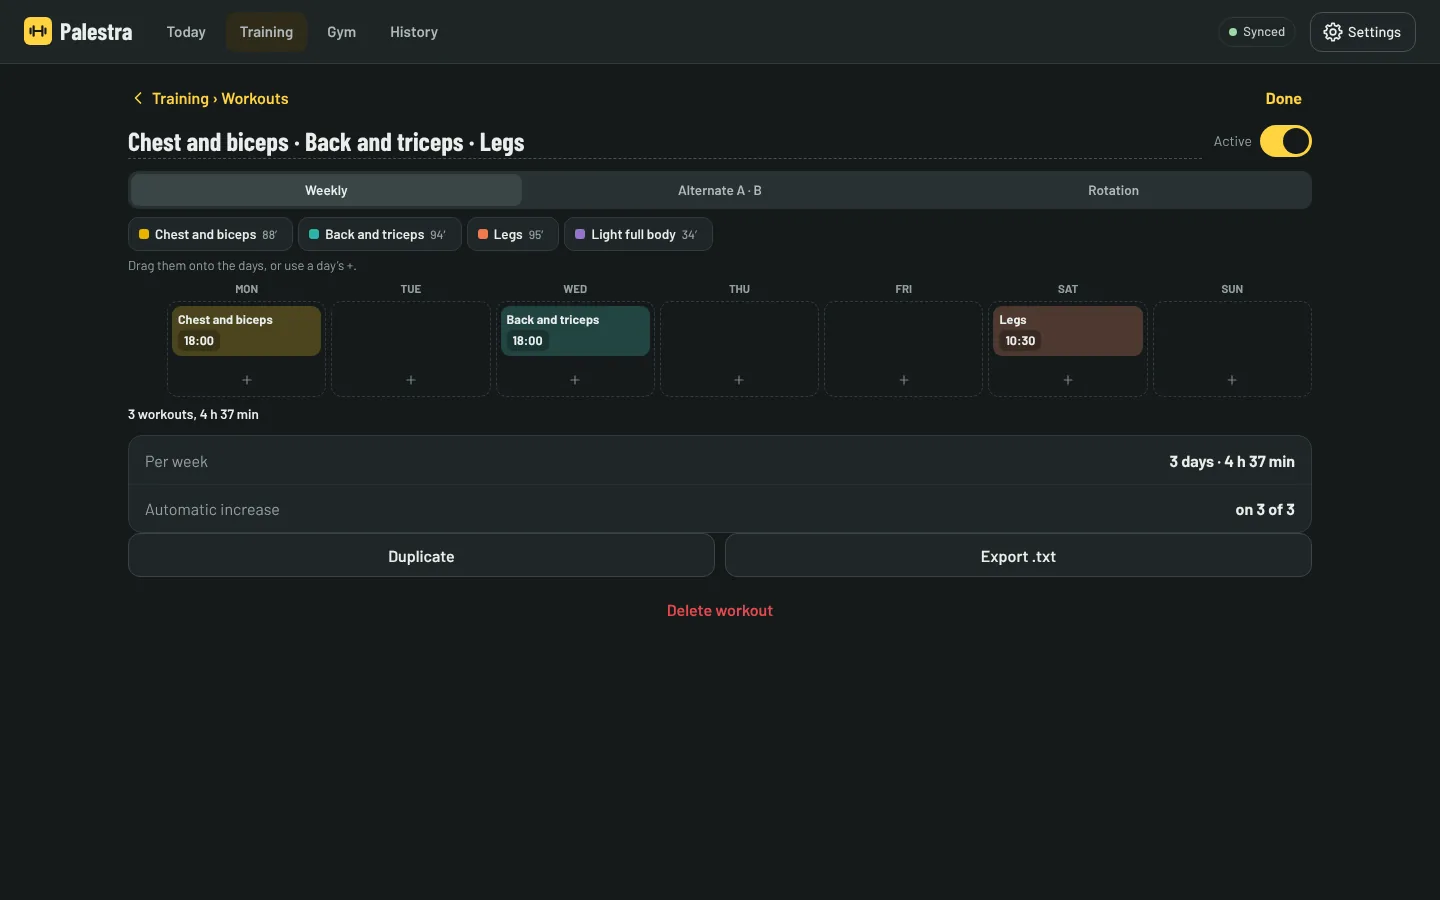 Palestra Today Training Gym History Synced Settings
Training › Workouts Done
Chest and biceps · Back and triceps · Legs Active
Weekly Alternate A · B Rotation
Chest and biceps 88′ Back and triceps 94′ Legs 95′ Light full body 34′
Drag them onto the days, or use a day's +.
MON TUE WED THU FRI SAT SUN
Chest and biceps Back and triceps Legs
18:00 18:00 10:30
+ + + + + + +
3 workouts, 4 h 37 min
Per week 3 days · 4 h 37 min
Automatic increase on 3 of 3
Duplicate Export .txt
Delete workout